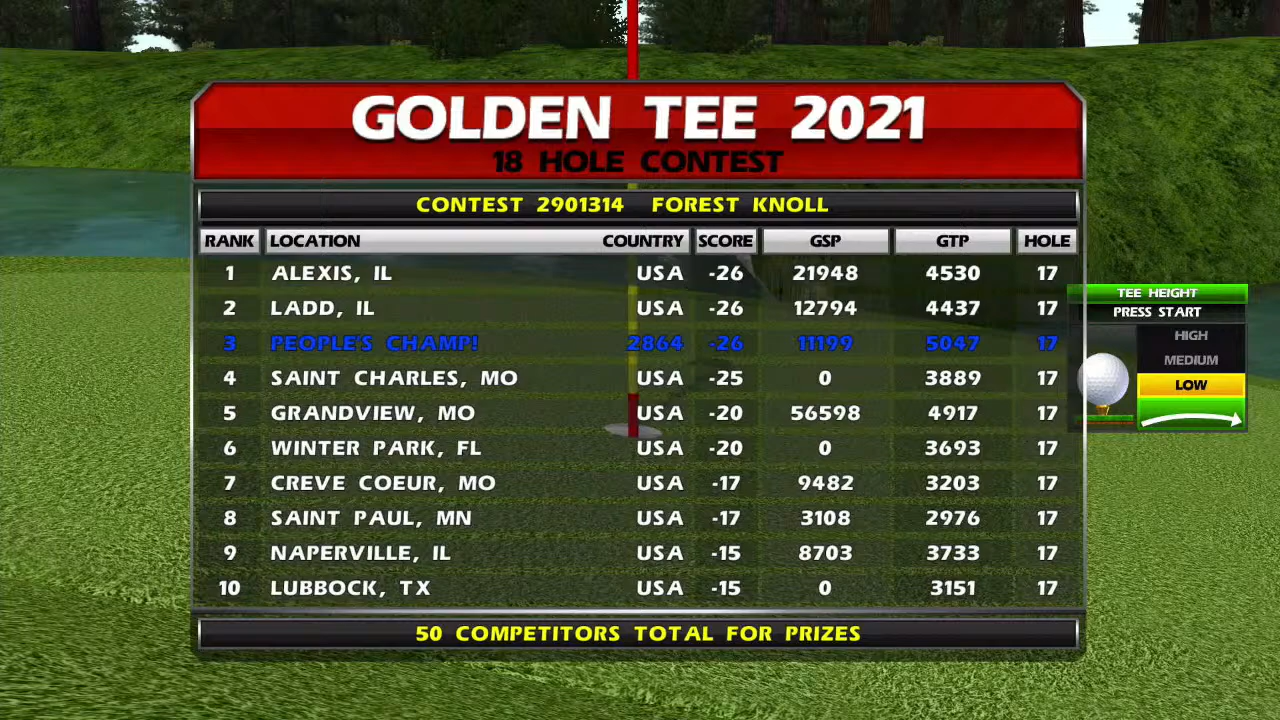 GOLDEN TEE 2021
18 HOLE CONTEST
CONTEST 2901314 FOREST KNOLL
RANK LOCATION COUNTRY SCORE GSP GTP HOLE
1 ALEXIS, IL USA -26 21948 4530 17
2 LADD, IL USA -26 12794 4437 17
3 PEOPLE'S CHAMP! 2864 -26 11199 5047 17
4 SAINT CHARLES, MO USA -25 0 3889 17
5 GRANDVIEW, MO USA -20 56598 4917 17
6 WINTER PARK, FL USA -20 0 3693 17
7 CREVE COEUR, MO USA -17 9482 3203 17
8 SAINT PAUL, MN USA -17 3108 2976 17
9 NAPERVILLE, IL USA -15 8703 3733 17
10 LUBBOCK, TX USA -15 0 3151 17
50 COMPETITORS TOTAL FOR PRIZES
TEE HEIGHT
PRESS START
HIGH
MEDIUM
LOW